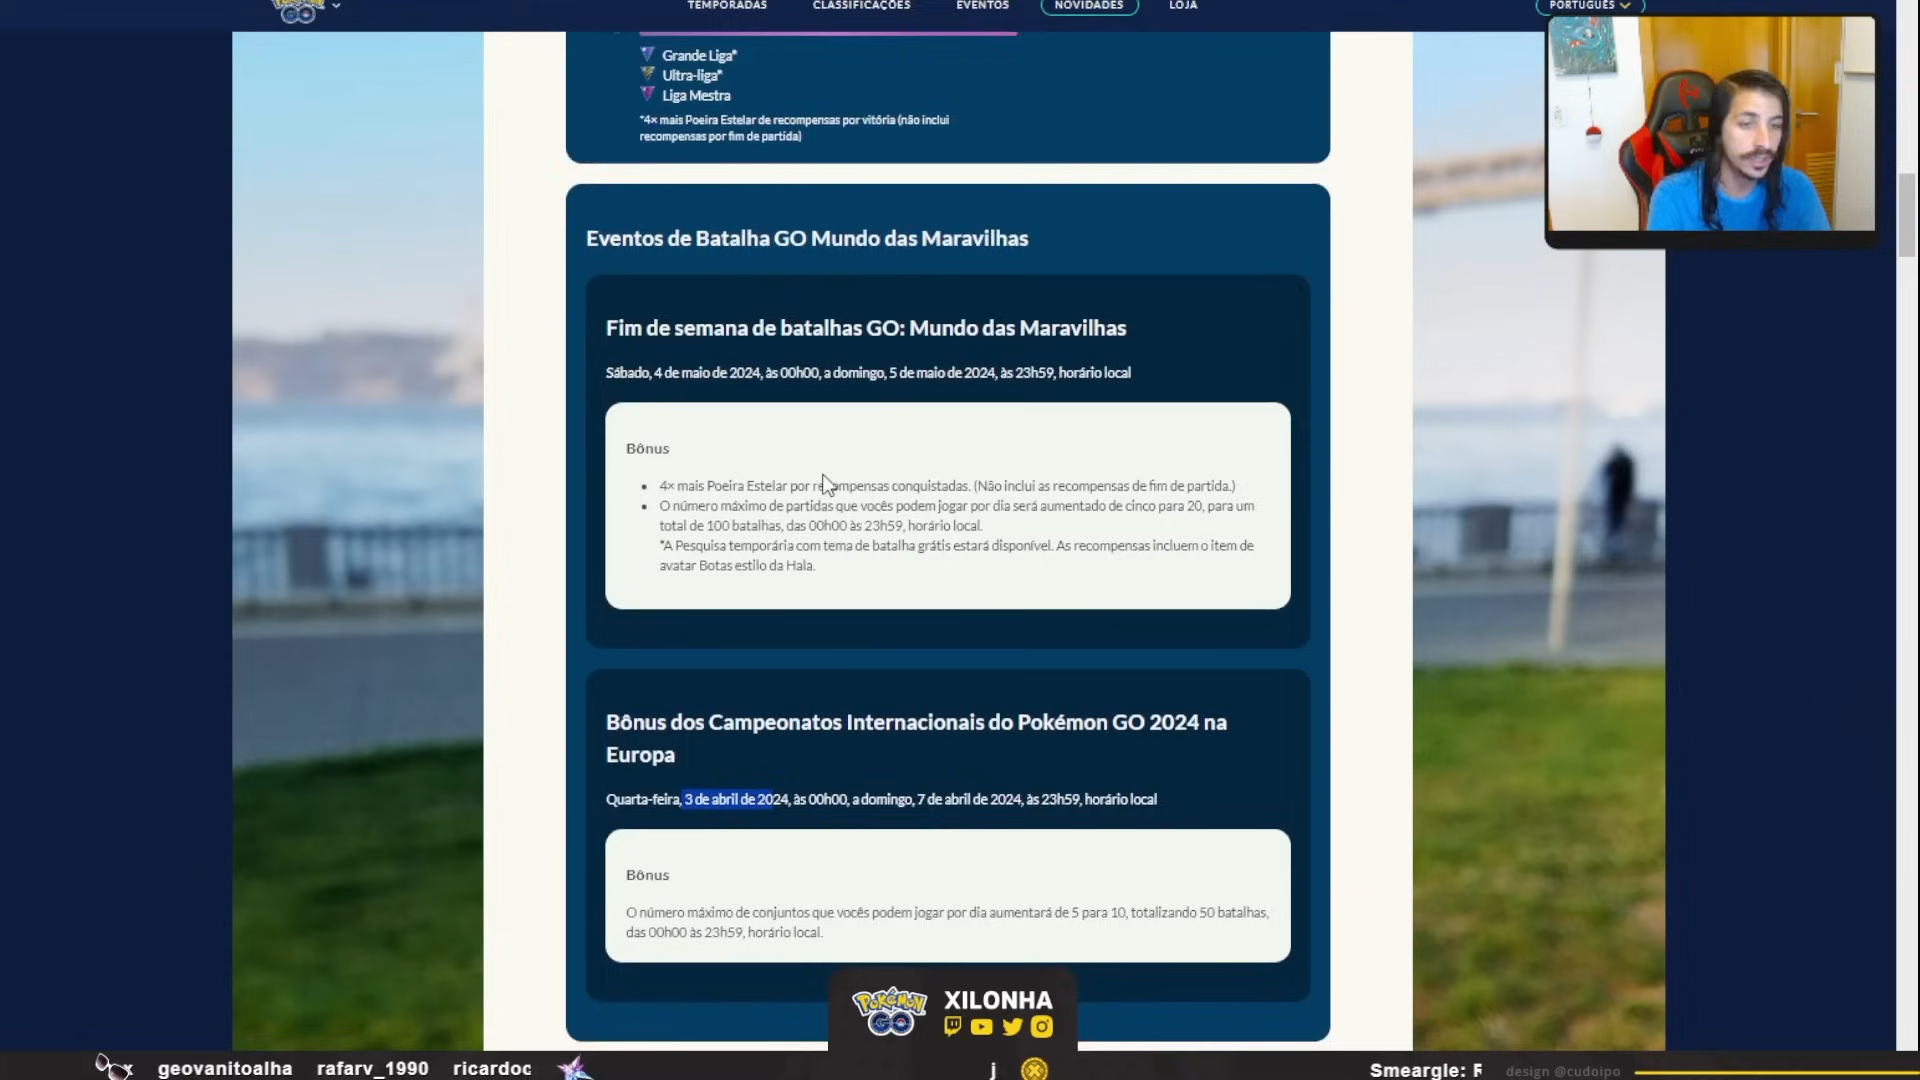 TEMPORADAS CLASSIFICAÇÕES EVENTOS NOVIDADES LOJA PORTUGUÊS
GO
Grande Liga*
Ultra-liga*
Liga Mestra
*4× mais Poeira Estelar de recompensas por vitória (não inclui
recompensas por fim de partida)
Eventos de Batalha GO Mundo das Maravilhas
Fim de semana de batalhas GO: Mundo das Maravilhas
Sábado, 4 de maio de 2024, às 00h00, a domingo, 5 de maio de 2024, às 23h59, horário local
Bônus
4× mais Poeira Estelar por recompensas conquistadas. (Não inclui as recompensas de fim de partida.)
O número máximo de partidas que vocês podem jogar por dia será aumentado de cinco para 20, para um
total de 100 batalhas, das 00h00 às 23h59, horário local.
*A Pesquisa temporária com tema de batalha grátis estará disponível. As recompensas incluem o item de
avatar Botas estilo da Hala.
Bônus dos Campeonatos Internacionais do Pokémon GO 2024 na
Europa
Quarta-feira, 3 de abril de 2024, às 00h00, a domingo, 7 de abril de 2024, às 23h59, horário local
Bônus
O número máximo de conjuntos que vocês podem jogar por dia aumentará de 5 para 10, totalizando 50 batalhas,
das 00h00 às 23h59, horário local.
POKÉMON GO
XILONHA
geovanitoalha rafarv_1990 ricardoc j Smeargle: F design @cudoipo